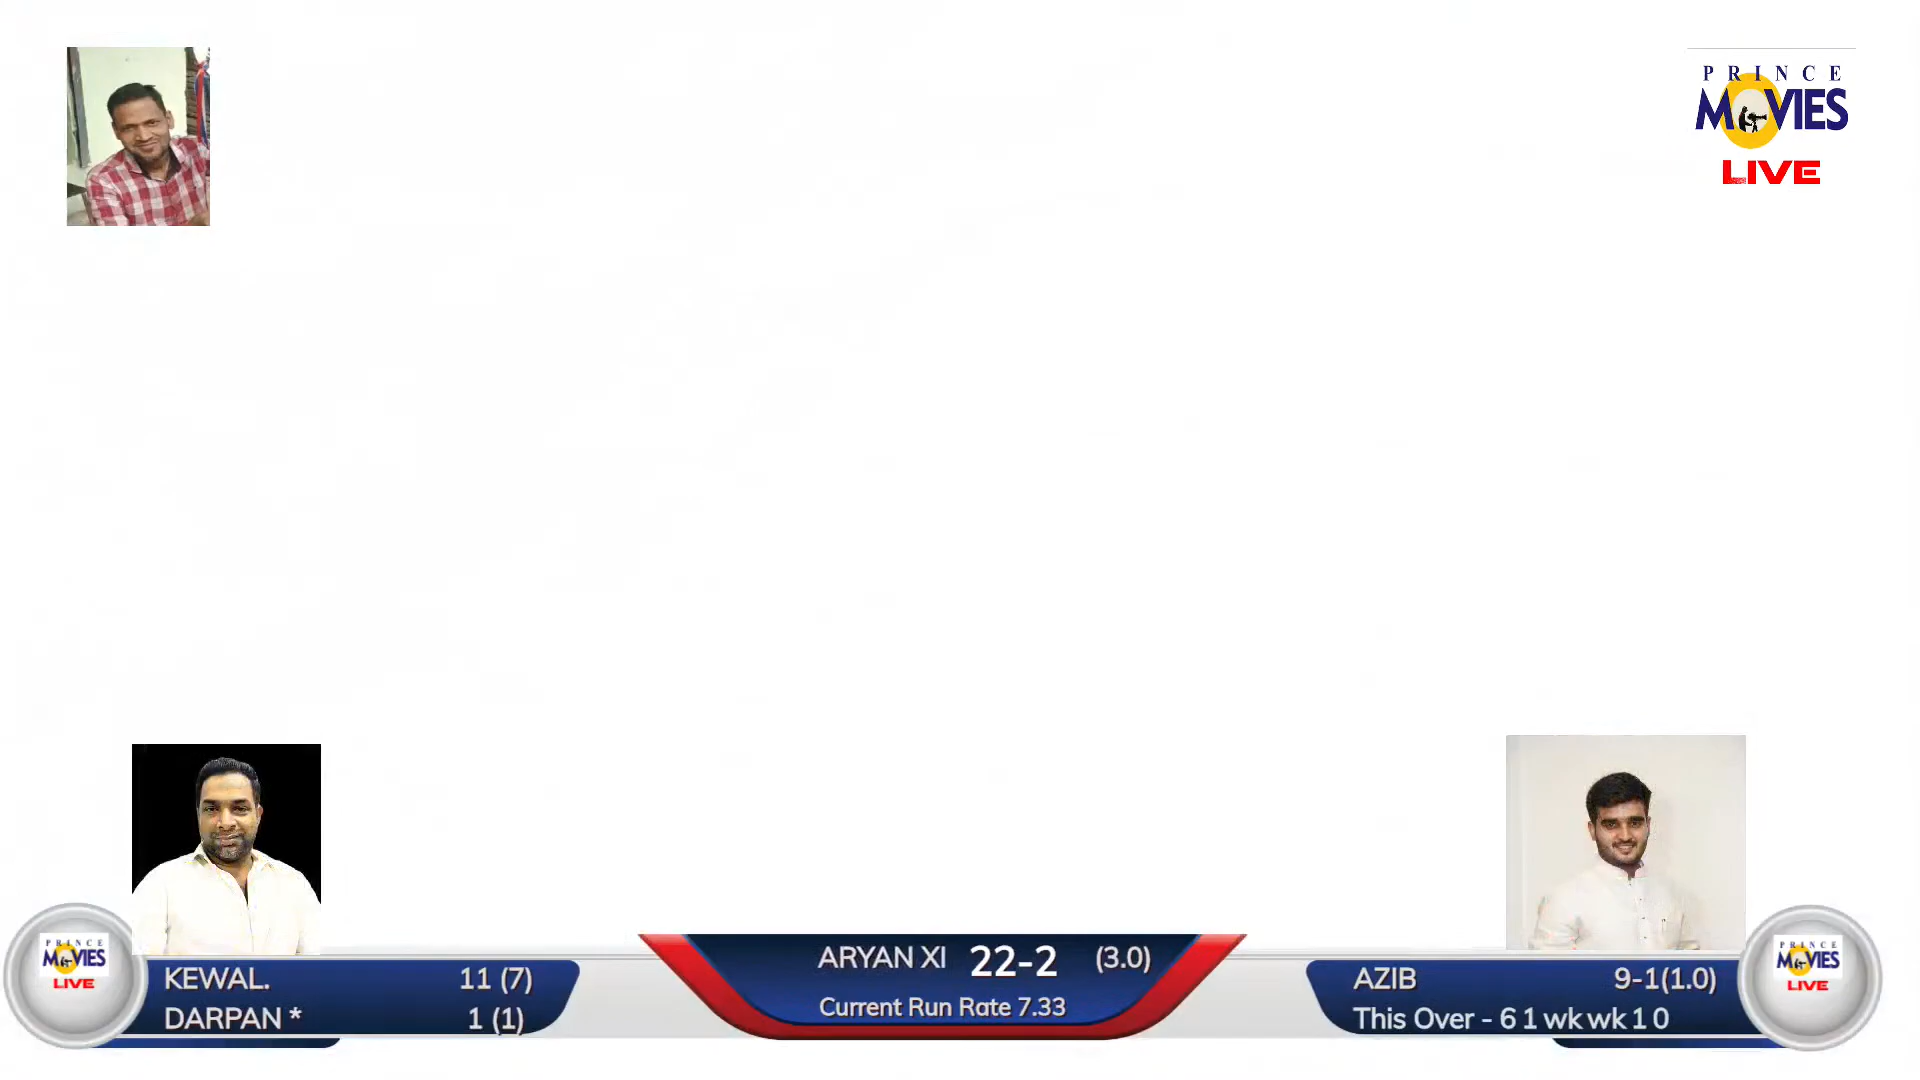 PRINCE
MOVIES
LIVE
PRINCE
MOVIES
LIVE
KEWAL. 11 (7)
DARPAN * 1 (1)
ARYAN XI 22-2 (3.0)
Current Run Rate 7.33
AZIB 9-1(1.0)
This Over - 6 1 wk wk 1 0
PRINCE
MOVIES
LIVE